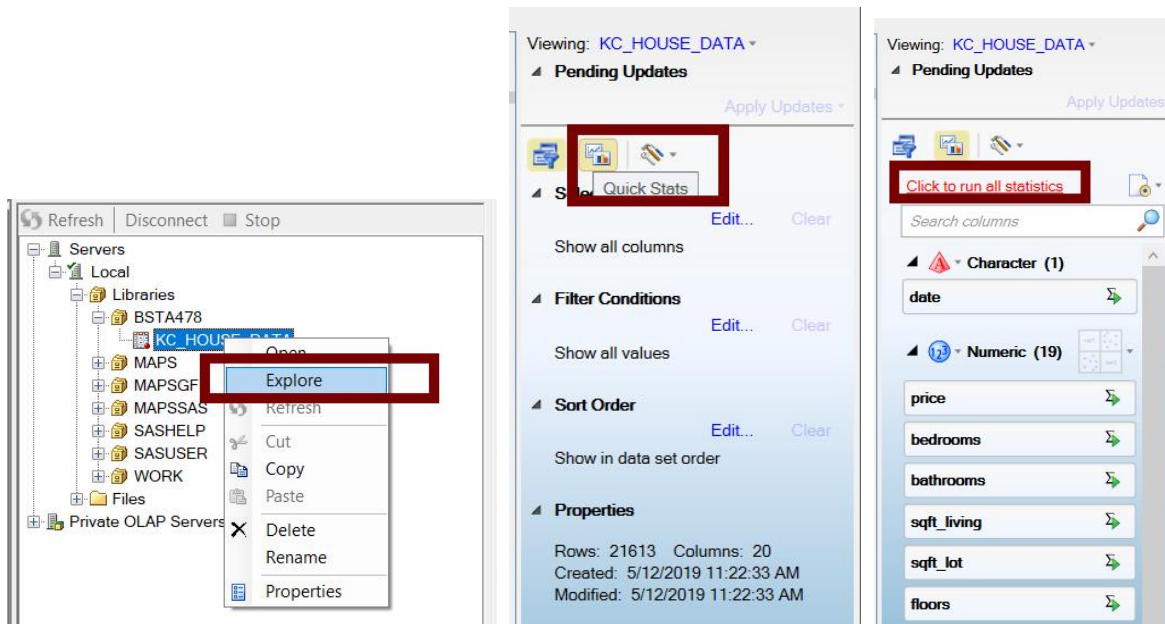 Refresh Disconnect Stop
Servers
Local
Libraries
BSTA478
KC_HOUSE_DATA
MAPS
MAPSGF
MAPSSAS
SASHELP
SASUSER
WORK
Files
Private OLAP Servers
Open
Explore
Refresh
Cut
Copy
Paste
Delete
Rename
Properties
Viewing: KC_HOUSE_DATA
Pending Updates
Apply Updates
Quick Stats
Edit... Clear
Show all columns
Filter Conditions
Edit... Clear
Show all values
Sort Order
Edit... Clear
Show in data set order
Properties
Rows: 21613 Columns: 20
Created: 5/12/2019 11:22:33 AM
Modified: 5/12/2019 11:22:33 AM
Viewing: KC_HOUSE_DATA
Pending Updates
Apply Updates
Click to run all statistics
Search columns
Character (1)
date
Numeric (19)
price
bedrooms
bathrooms
sqft_living
sqft_lot
floors